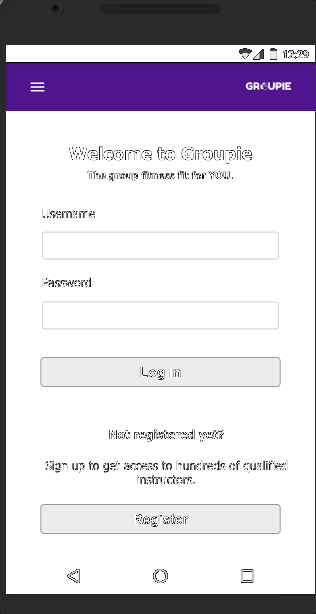 12:29
GROUPIE
Welcome to Groupie
The group fitness fit for YOU.
Username
Password
Log In
Not registered yet?
Sign up to get access to hundreds of qualified
instructors.
Register